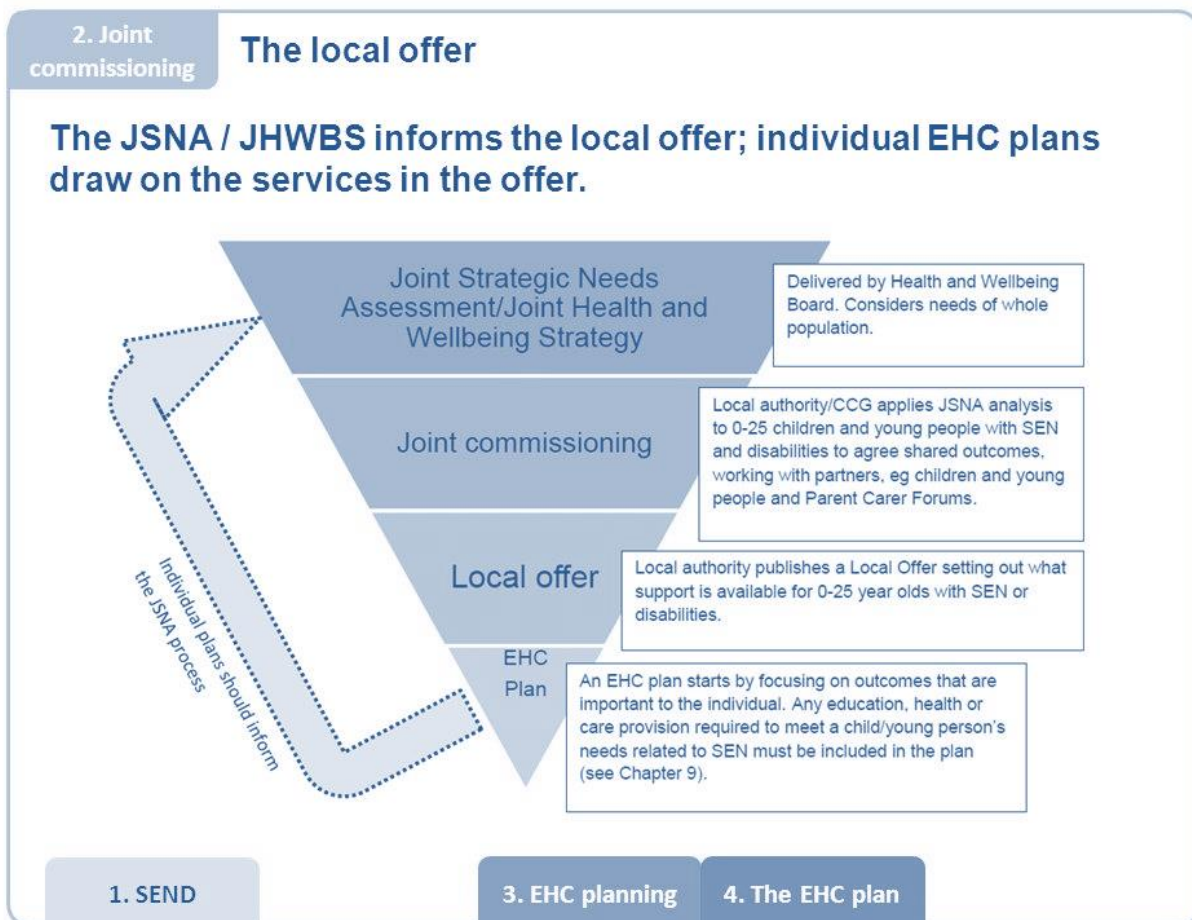 2. Joint
commissioning
The local offer
The JSNA / JHWBS informs the local offer; individual EHC plans
draw on the services in the offer.
Joint Strategic Needs
Assessment/Joint Health and
Wellbeing Strategy
Delivered by Health and Wellbeing
Board. Considers needs of whole
population.
Joint commissioning
Local authority/CCG applies JSNA analysis
to 0-25 children and young people with SEN
and disabilities to agree shared outcomes,
working with partners, eg children and young
people and Parent Carer Forums.
Local offer
Local authority publishes a Local Offer setting out what
support is available for 0-25 year olds with SEN or
disabilities.
EHC
Plan
An EHC plan starts by focusing on outcomes that are
important to the individual. Any education, health or
care provision required to meet a child/young person's
needs related to SEN must be included in the plan
(see Chapter 9).
Individual plans should inform
the JSNA process
1. SEND
3. EHC planning
4. The EHC plan